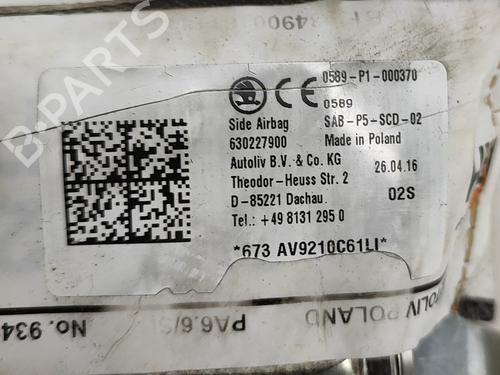 34900
B-PARTS
CE 0589-P1-000370
0589
Side Airbag SAB-P5-SCD-02
630227900 Made in Poland
Autoliv B.V. & Co. KG
Theodor-Heuss Str. 2 26.04.16
D-85221 Dachau 02S
Tel.: +49 8131 295 0
*673 AV9210C61LI*
POLAND
PA6.6/
No. 934